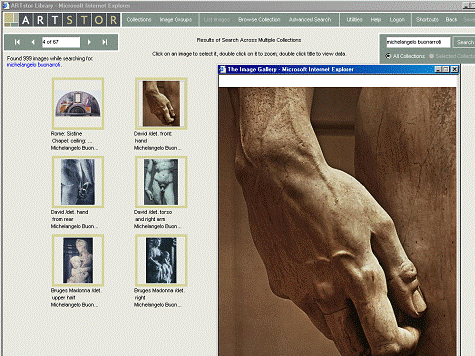 ARTstor Library - Microsoft Internet Explorer
ARTSTOR Collections Image Groups List Images Browse Collection Advanced Search Utilities Help Logon Shortcuts Back
4 of 67
Results of Search Across Multiple Collections
michelangelo buonarroti Search
Click on an image to select it, double click on it to zoom; double click title to view data.
All Collections Selected Collection
Found 999 images while searching for:
michelangelo buonarroti.
The Image Gallery - Microsoft Internet Explorer
Rome: Sistine
Chapel: ceiling: ...
Michelangelo Buon...
David /det. front:
hand
Michelangelo Buon...
David /det. hand
from rear
Michelangelo Buon...
David /det. torso
and right arm
Michelangelo Buon...
Bruges Madonna /det.
upper half
Michelangelo Buon...
Bruges Madonna /det.
right
Michelangelo Buon...